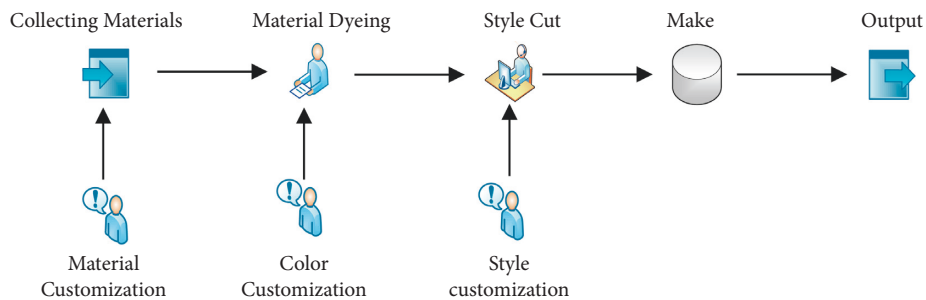 Collecting Materials
Material Dyeing
Style Cut
Make
Output
Material
Customization
Color
Customization
Style
customization